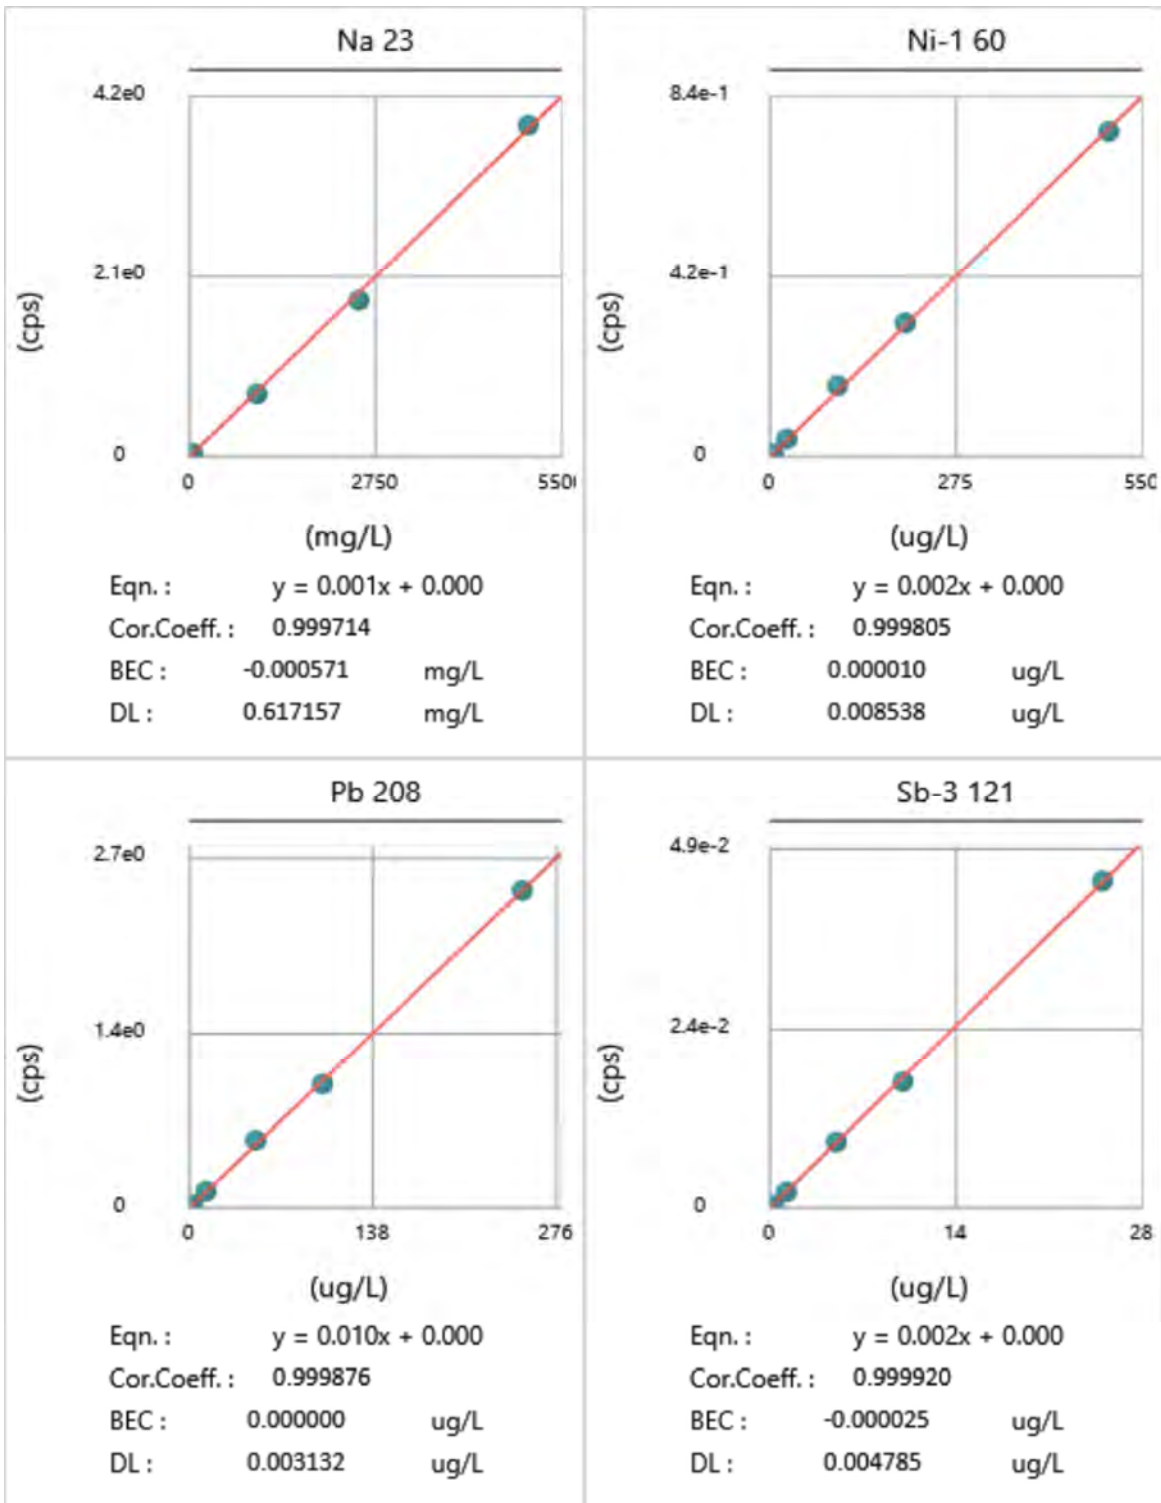 Na 23
4.2e0
2.1e0
0
(cps)
0 2750 550
(mg/L)
Eqn. : y = 0.001x + 0.000
Cor.Coeff. : 0.999714
BEC : -0.000571 mg/L
DL : 0.617157 mg/L
Ni-1 60
8.4e-1
4.2e-1
0
(cps)
0 275 550
(ug/L)
Eqn. : y = 0.002x + 0.000
Cor.Coeff. : 0.999805
BEC : 0.000010 ug/L
DL : 0.008538 ug/L
Pb 208
2.7e0
1.4e0
0
(cps)
0 138 276
(ug/L)
Eqn. : y = 0.010x + 0.000
Cor.Coeff. : 0.999876
BEC : 0.000000 ug/L
DL : 0.003132 ug/L
Sb-3 121
4.9e-2
2.4e-2
0
(cps)
0 14 28
(ug/L)
Eqn. : y = 0.002x + 0.000
Cor.Coeff. : 0.999920
BEC : -0.000025 ug/L
DL : 0.004785 ug/L